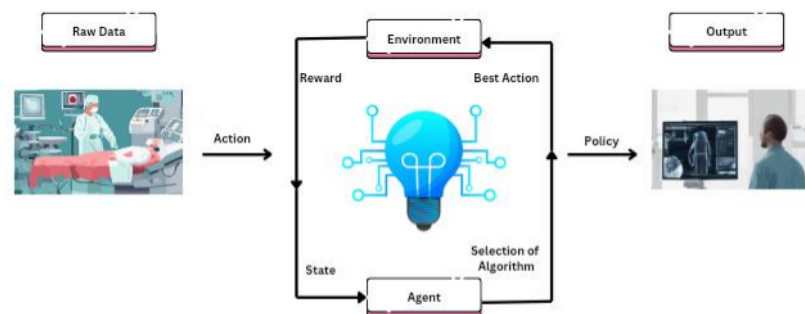 Raw Data
Environment
Output
Reward
Best Action
Action
Policy
State
Selection of
Algorithm
Agent